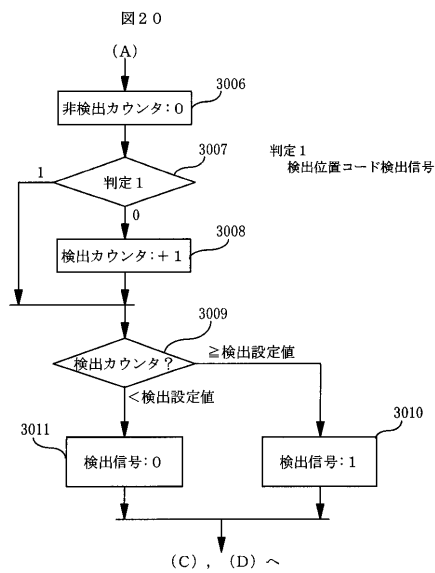 図20
(A)
3006
非検出カウンタ:0
3007
判定1
1
0
判定1
検出位置コード検出信号
3008
検出カウンタ:+1
3009
検出カウンタ?
≧検出設定値
<検出設定値
3011
検出信号:0
3010
検出信号:1
(C), (D)へ